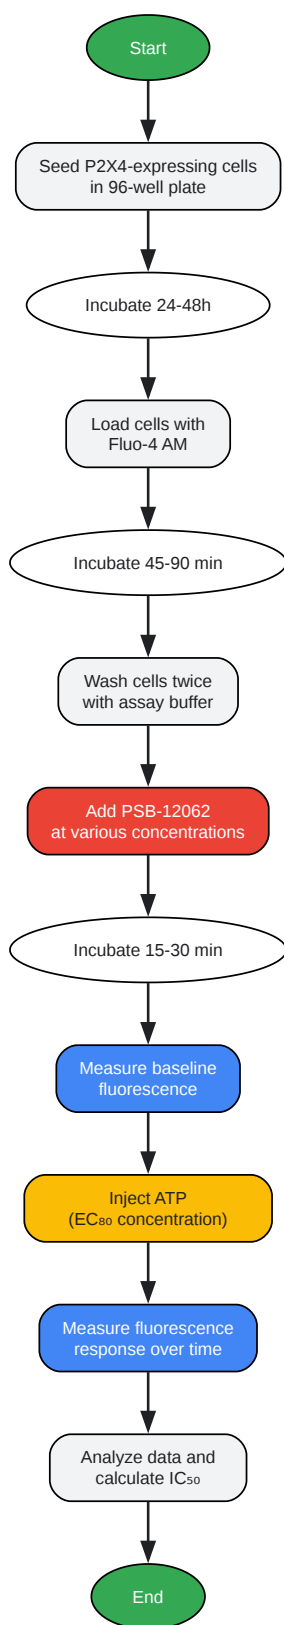 Start
Seed P2X4-expressing cells
in 96-well plate
Incubate 24-48h
Load cells with
Fluo-4 AM
Incubate 45-90 min
Wash cells twice
with assay buffer
Add PSB-12062
at various concentrations
Incubate 15-30 min
Measure baseline
fluorescence
Inject ATP
(EC₈₀ concentration)
Measure fluorescence
response over time
Analyze data and
calculate IC₅₀
End